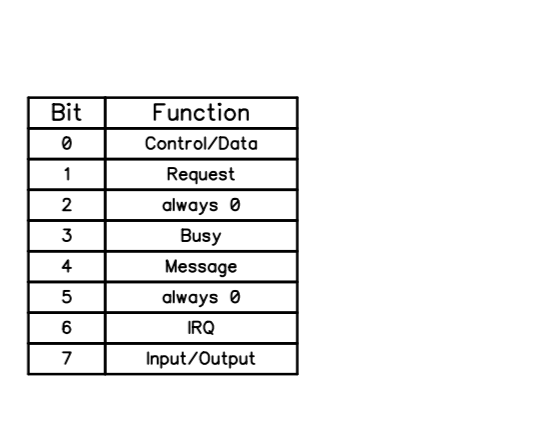 Bit Function
0 Control/Data
1 Request
2 always 0
3 Busy
4 Message
5 always 0
6 IRQ
7 Input/Output